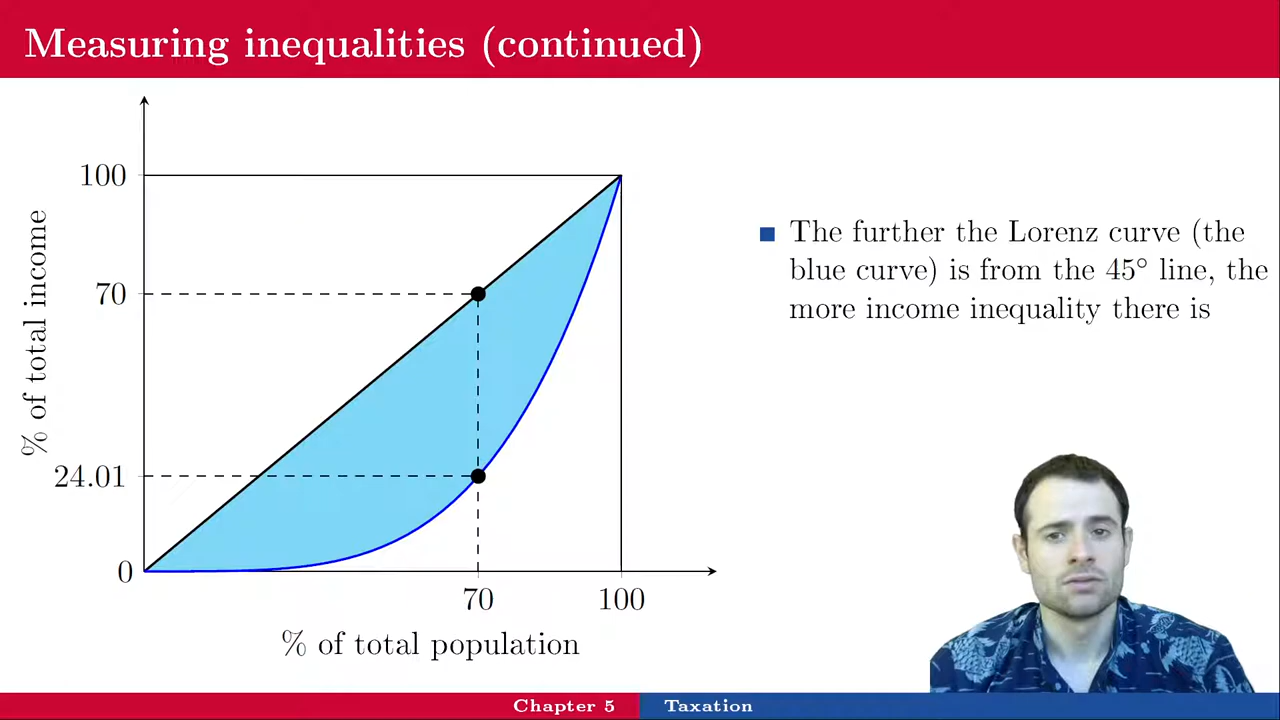 Measuring inequalities (continued)
% of total income
100
70
24.01
0
70
100
% of total population
The further the Lorenz curve (the
blue curve) is from the 45° line, the
more income inequality there is
Chapter 5
Taxation